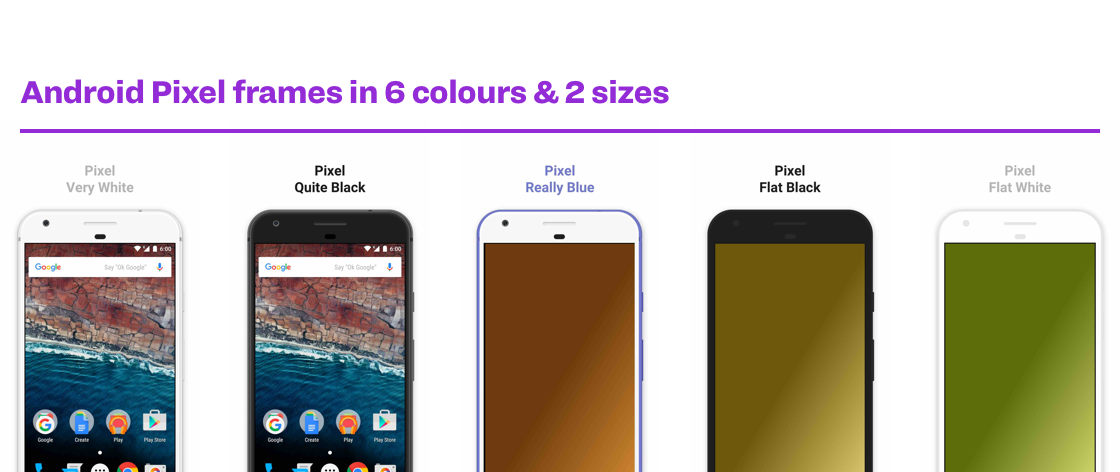 Android Pixel frames in 6 colours & 2 sizes
Pixel
Very White
Pixel
Quite Black
Pixel
Really Blue
Pixel
Flat Black
Pixel
Flat White
6:00
Google Say "Ok Google"
Google Create Play Play Store
6:00
Google Say "Ok Google"
Google Create Play Play Store